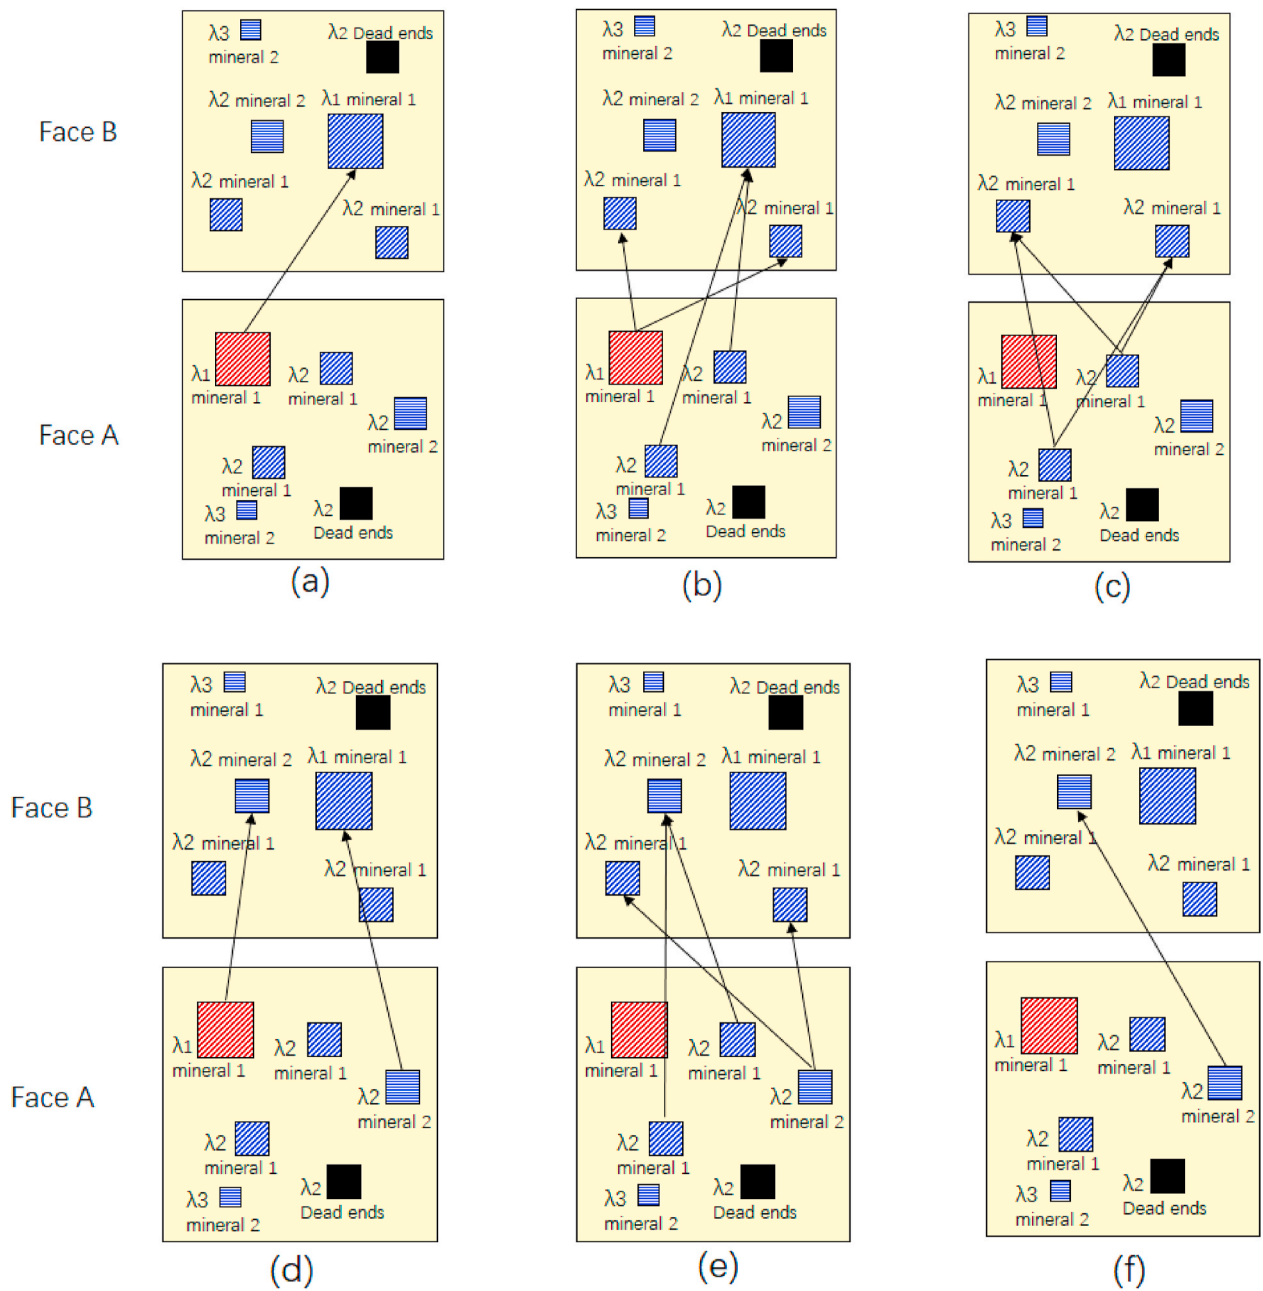 λ3
mineral 2
λ2 Dead ends
λ2 mineral 2
λ1 mineral 1
λ2 mineral 1
λ2 mineral 1
λ3
mineral 2
λ2 Dead ends
λ2 mineral 2
λ1 mineral 1
λ2 mineral 1
λ2 mineral 1
λ3
mineral 2
λ2 Dead ends
λ2 mineral 2
λ1 mineral 1
λ2 mineral 1
λ2 mineral 1
Face B
λ1
mineral 1
λ2
mineral 1
λ2
mineral 2
λ2
mineral 1
λ3
mineral 2
λ2
Dead ends
λ1
mineral 1
λ2
mineral 1
λ2
mineral 2
λ2
mineral 1
λ3
mineral 2
λ2
Dead ends
λ1
mineral 1
λ2
mineral 1
λ2
mineral 2
λ2
mineral 1
λ3
mineral 2
λ2
Dead ends
Face A
(a)
(b)
(c)
λ3
mineral 1
λ2 Dead ends
λ2 mineral 2
λ1 mineral 1
λ2 mineral 1
λ2 mineral 1
λ3
mineral 1
λ2 Dead ends
λ2 mineral 2
λ1 mineral 1
λ2 mineral 1
λ2 mineral 1
λ3
mineral 1
λ2 Dead ends
λ2 mineral 2
λ1 mineral 1
λ2 mineral 1
λ2 mineral 1
Face B
λ1
mineral 1
λ2
mineral 1
λ2
mineral 2
λ2
mineral 1
λ3
mineral 2
λ2
Dead ends
λ1
mineral 1
λ2
mineral 1
λ2
mineral 2
λ2
mineral 1
λ3
mineral 2
λ2
Dead ends
λ1
mineral 1
λ2
mineral 1
λ2
mineral 2
λ2
mineral 1
λ3
mineral 2
λ2
Dead ends
Face A
(d)
(e)
(f)